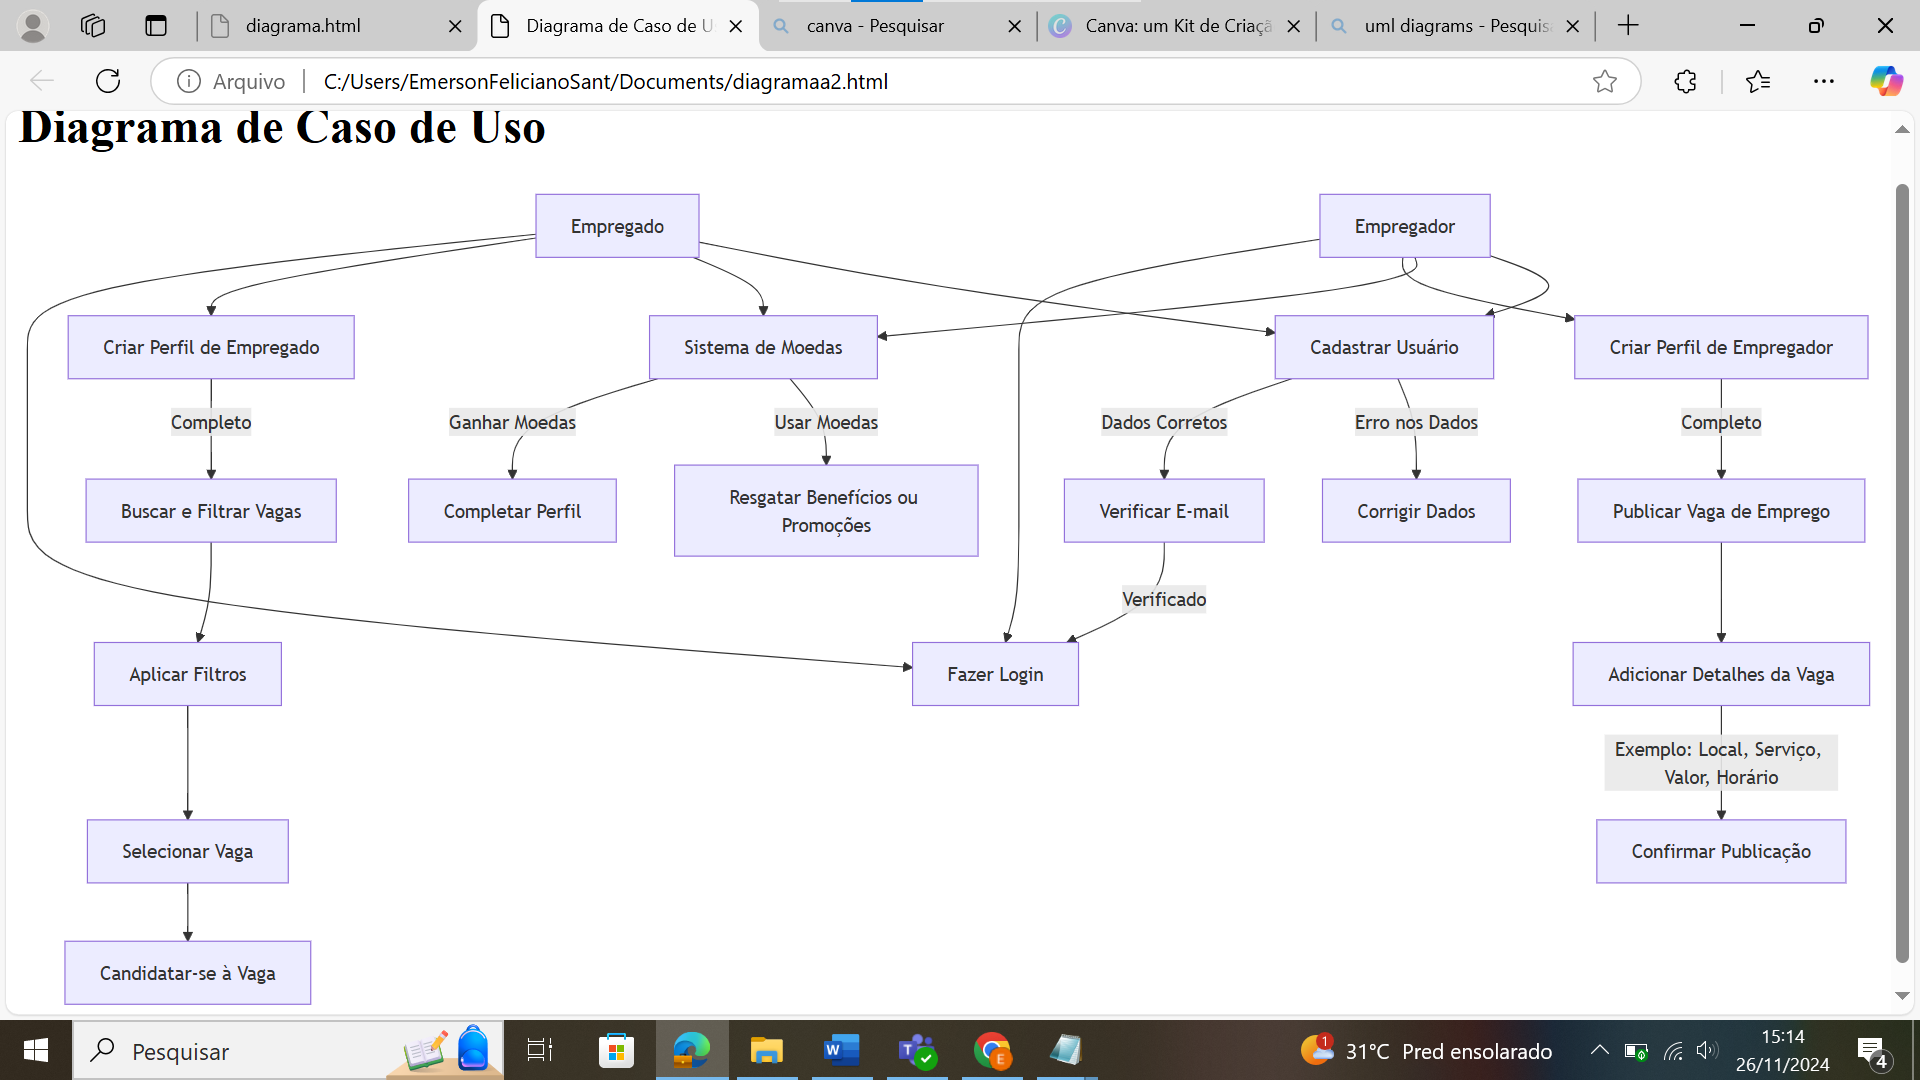 diagrama.html
Diagrama de Caso de U
canva - Pesquisar
Canva: um Kit de Criaçã
uml diagrams - Pesquis
Arquivo
C:/Users/EmersonFelicianoSant/Documents/diagramaa2.html
Diagrama de Caso de Uso
Empregado
Empregador
Criar Perfil de Empregado
Sistema de Moedas
Cadastrar Usuário
Criar Perfil de Empregador
Completo
Ganhar Moedas
Usar Moedas
Dados Corretos
Erro nos Dados
Completo
Buscar e Filtrar Vagas
Completar Perfil
Resgatar Benefícios ou
Promoções
Verificar E-mail
Corrigir Dados
Publicar Vaga de Emprego
Verificado
Aplicar Filtros
Fazer Login
Adicionar Detalhes da Vaga
Exemplo: Local, Serviço,
Valor, Horário
Selecionar Vaga
Confirmar Publicação
Candidatar-se à Vaga
Pesquisar
1
31°C Pred ensolarado
15:14
26/11/2024
4